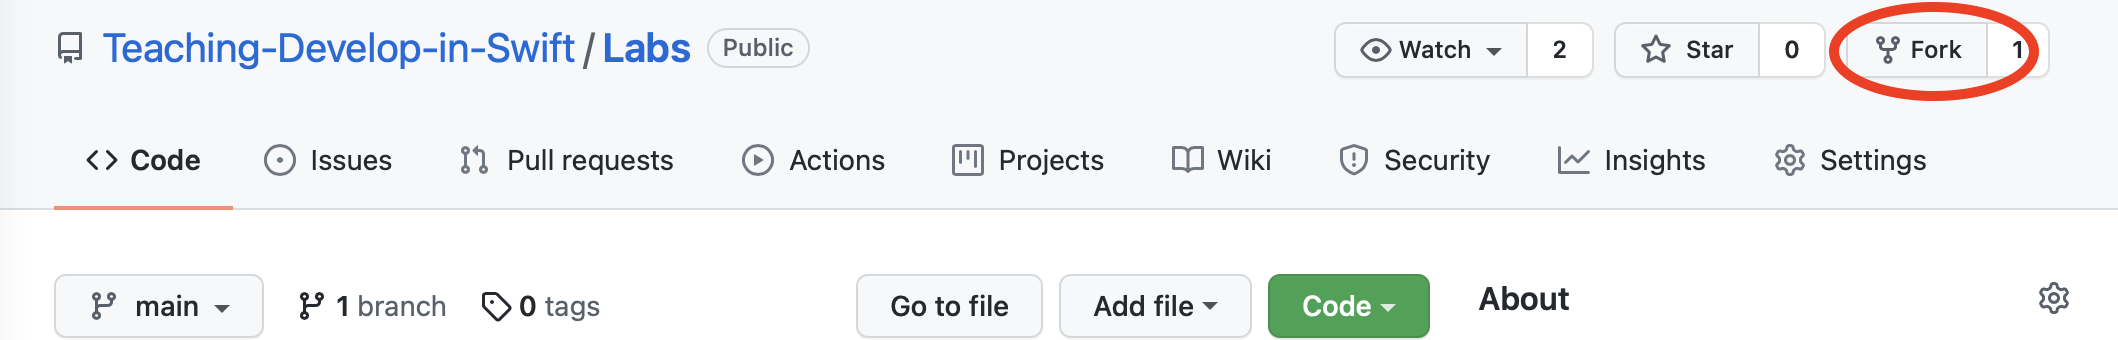 Teaching-Develop-in-Swift / Labs Public Watch 2 Star 0 Fork 1
Code Issues Pull requests Actions Projects Wiki Security Insights Settings
main 1 branch 0 tags Go to file Add file Code About